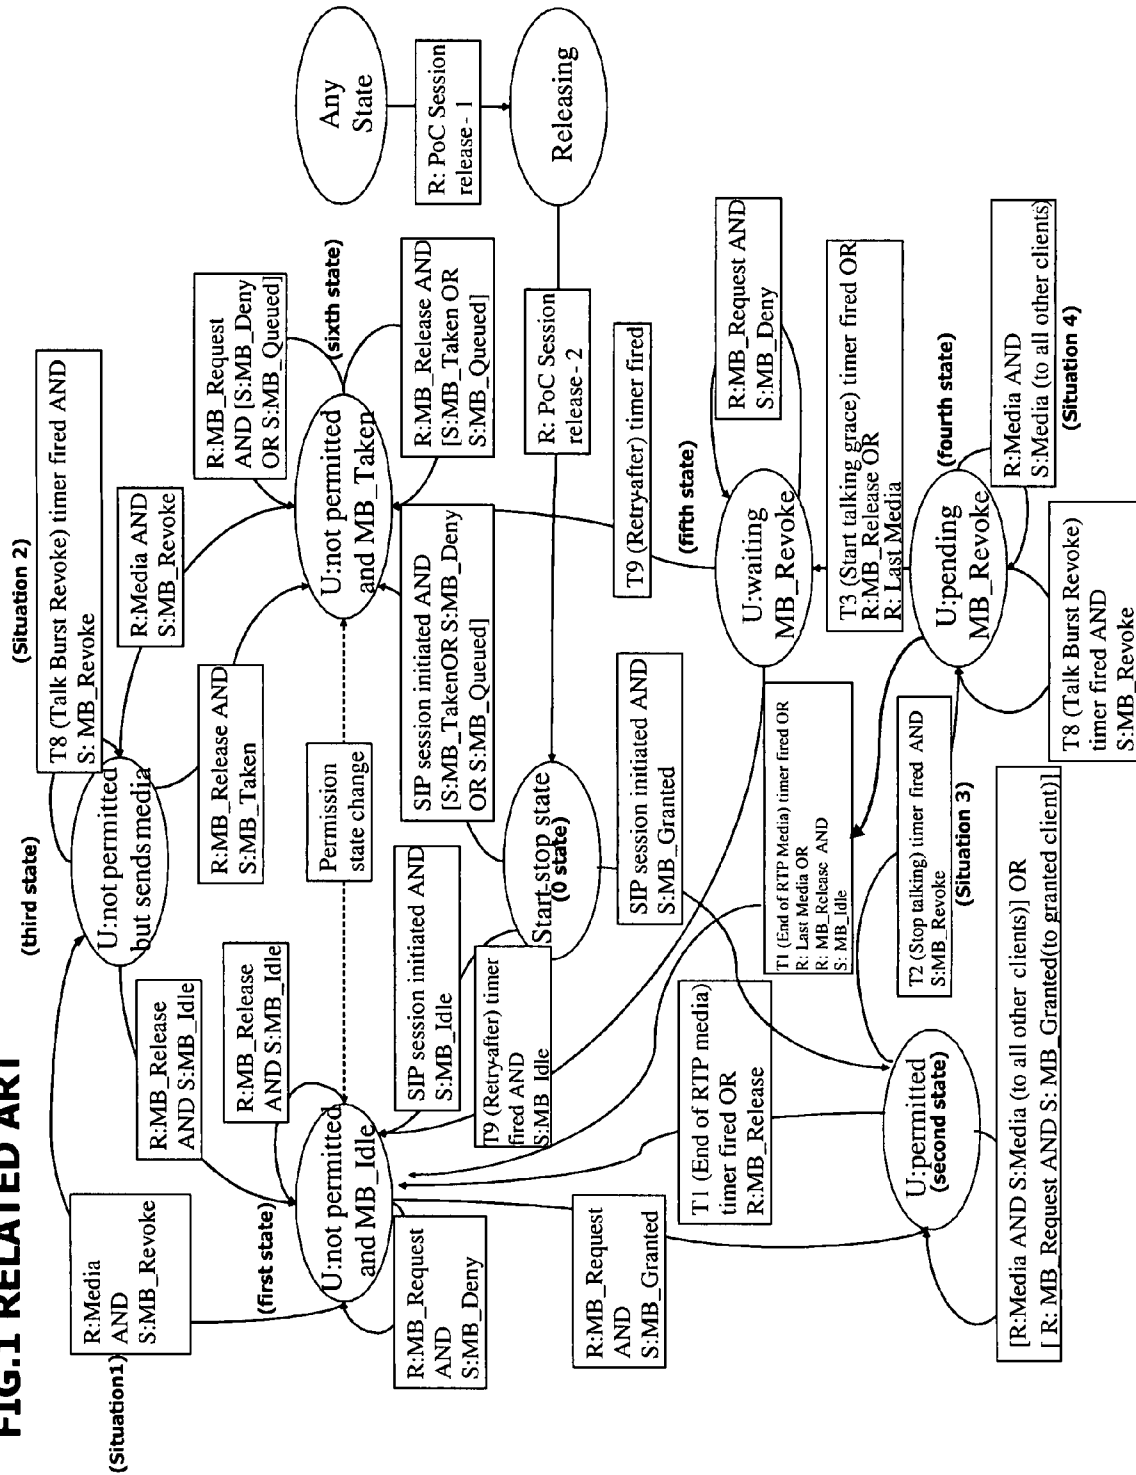 FIG.1 RELATED ART
(Situation1)
R:Media
AND
S:MB_Revoke
(third state)
U:not permitted
but sends media
(Situation 2)
T8 (Talk Burst Revoke) timer fired AND
S: MB_Revoke
R:Media AND
S:MB_Revoke
R:MB_Release AND
S:MB_Taken
R:MB_Release
AND S:MB_Idle
R:MB_Release
AND S:MB_Idle
(first state)
U:not permitted
and MB_Idle
Permission
state change
R:MB_Request
AND [S:MB_Deny
OR S:MB_Queued]
(sixth state)
U:not permitted
and MB_Taken
R:MB_Release AND
[S:MB_Taken OR
S:MB_Queued]
Any
State
R: PoC Session
release - 1
Releasing
R:MB_Request
AND
S:MB_Deny
SIP session initiated AND
S:MB_Idle
SIP session initiated AND
[S:MB_TakenOR S:MB_Deny
OR S:MB_Queued]
T9 (Retry-after) timer
fired AND
S:MB_Idle
Start-stop state
(0 state)
R: PoC Session
release - 2
R:MB_Request
AND
S:MB_Granted
SIP session initiated AND
S:MB_Granted
T9 (Retry-after) timer fired
(fifth state)
U:waiting
MB_Revoke
R:MB_Request AND
S:MB_Deny
T1 (End of RTP media)
timer fired OR
R:MB_Release
T1 (End of RTP Media) timer fired OR
R: Last Media OR
R: MB_Release AND
S: MB_Idle
T3 (Start talking grace) timer fired OR
R:MB_Release OR
R: Last Media
U:permitted
(second state)
T2 (Stop talking) timer fired AND
S:MB_Revoke
(Situation 3)
U:pending
MB_Revoke
(fourth state)
R:Media AND
S:Media (to all other clients)
(Situation 4)
[R:Media AND S:Media (to all other clients)] OR
[ R: MB_Request AND S: MB_Granted(to granted client)]
T8 (Talk Burst Revoke)
timer fired AND
S:MB_Revoke